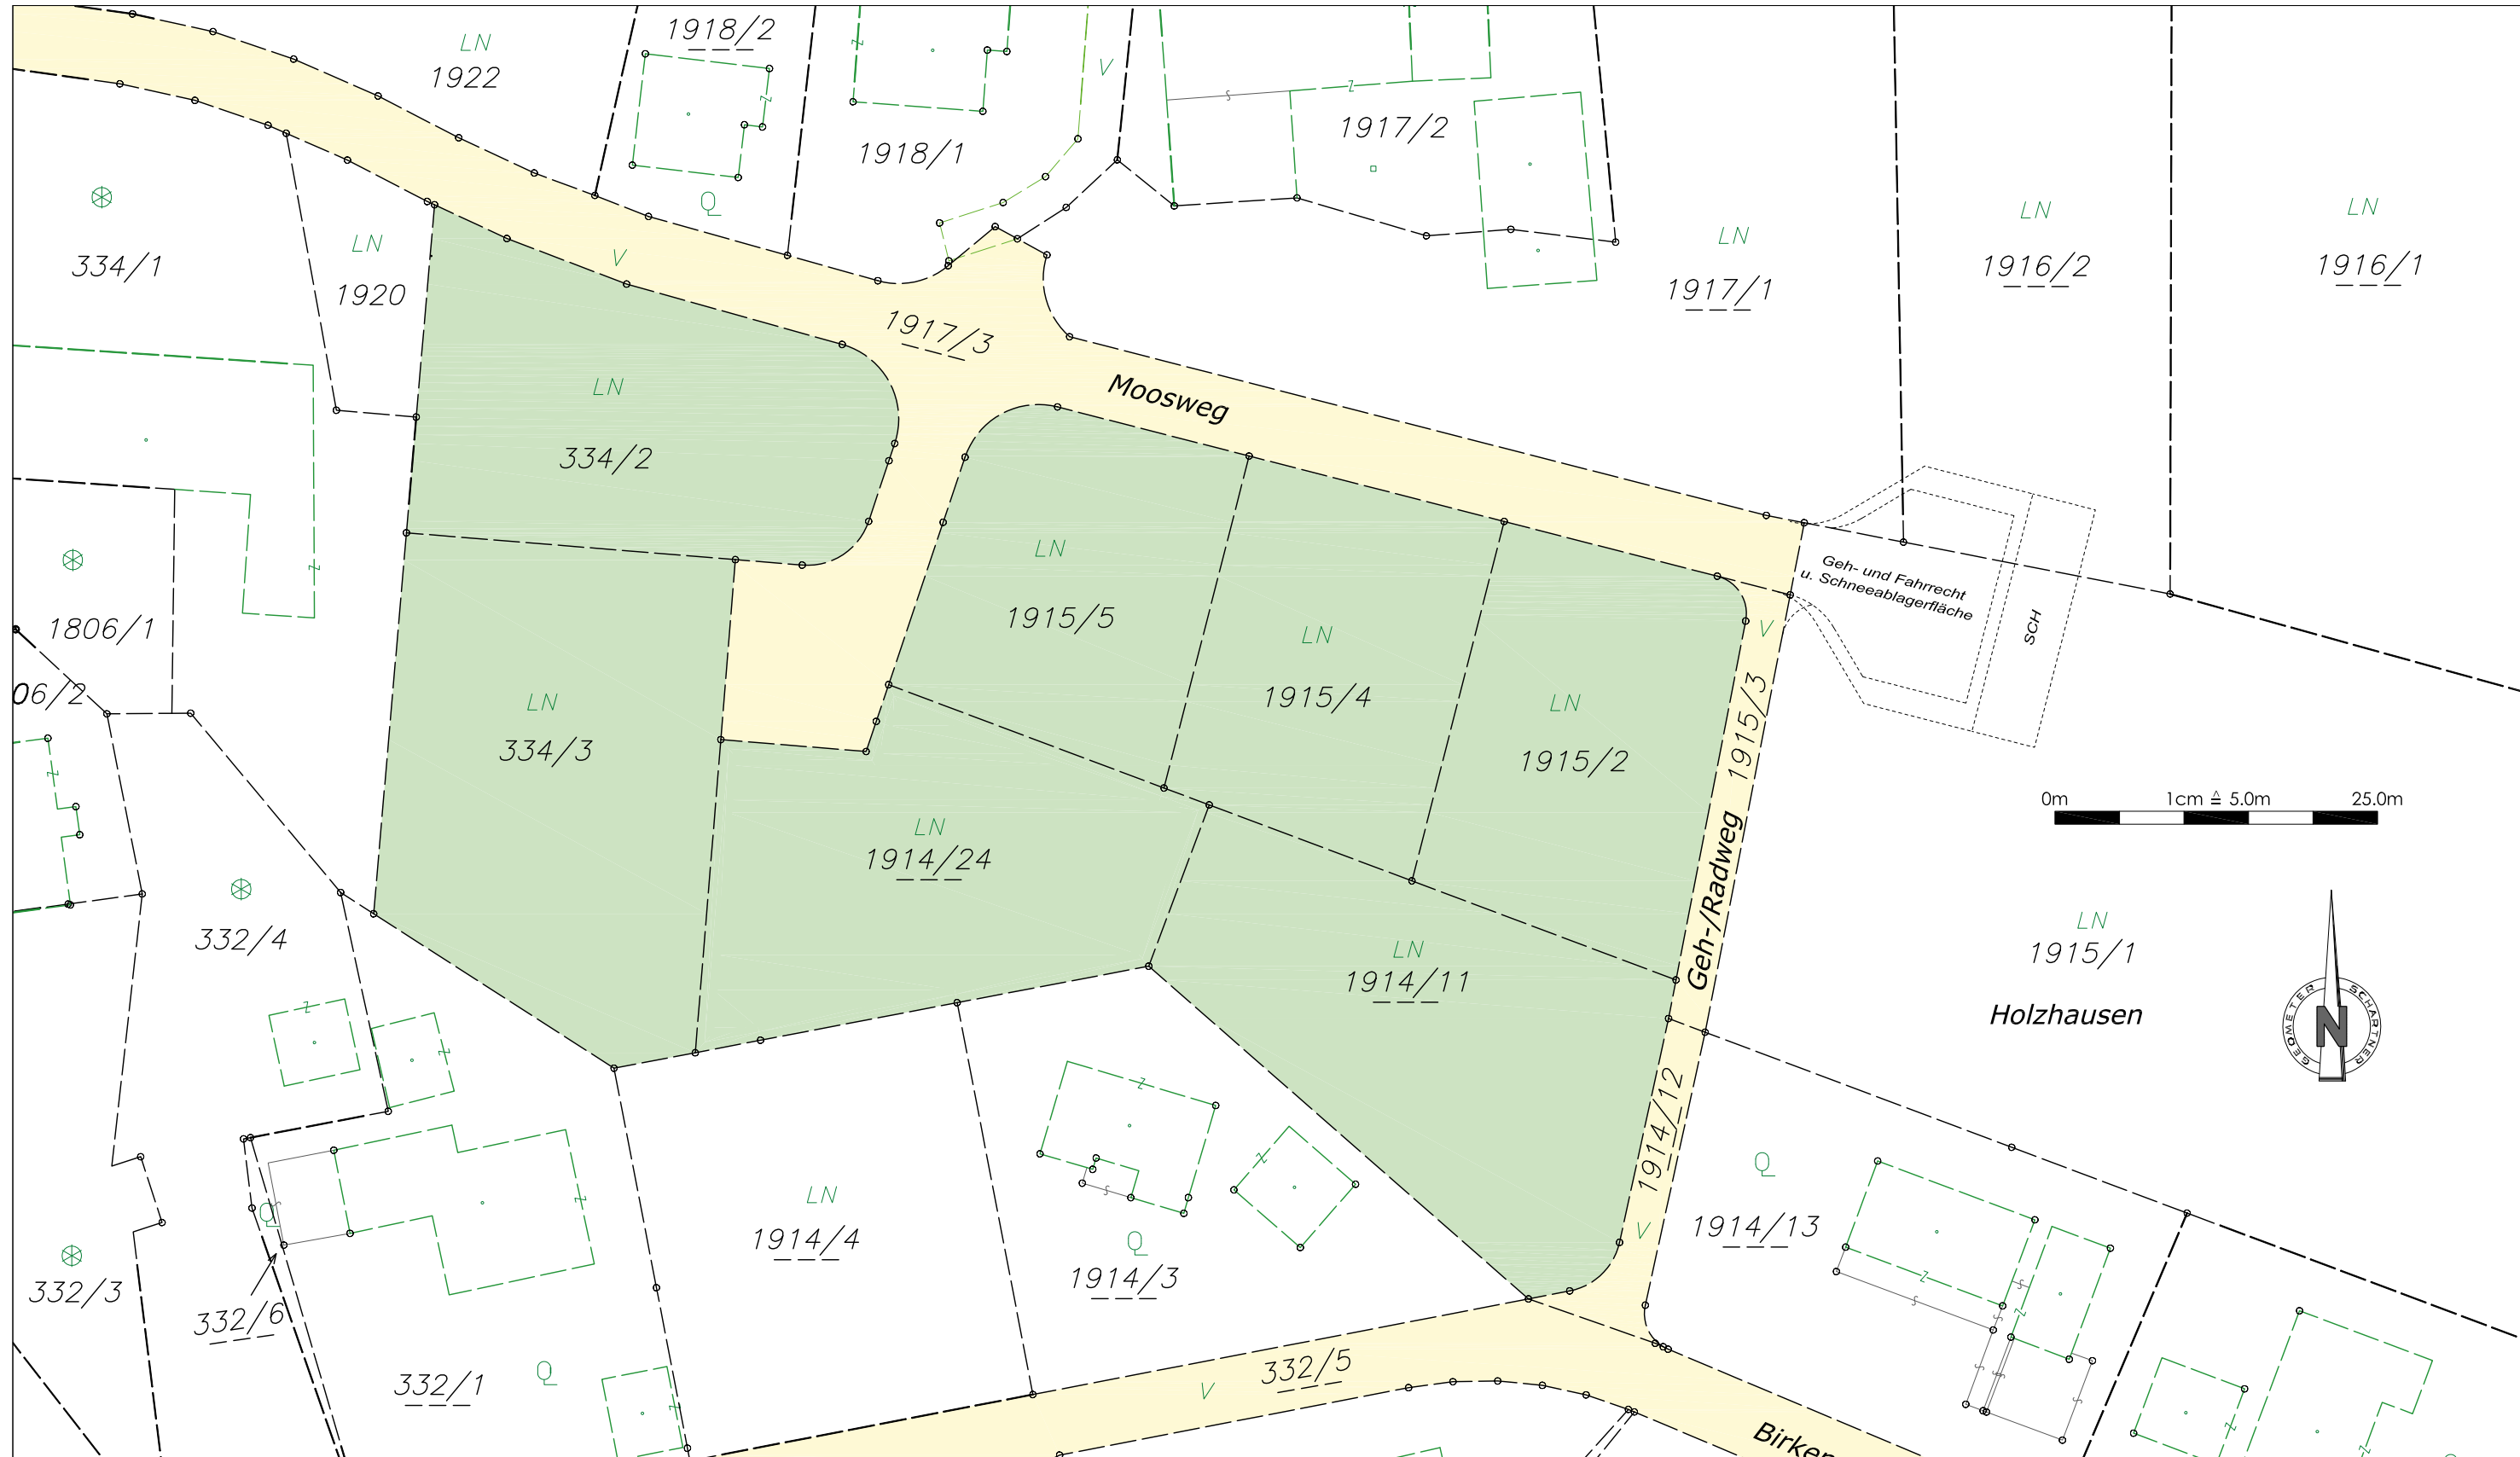 1918/2
LN
1922
V
1918/1
1917/2
Q
LN
334/1
LN
1920
V
LN
1917/1
LN
1916/2
LN
1916/1
1917/3
Moosweg
LN
334/2
LN
1915/5
Geh- und Fahrrecht
u. Schneeablagerfläche
SCH
1806/1
06/2
LN
334/3
LN
1915/4
LN
1915/2
V
1915/3
Geh-/Radweg
0m 1cm ≙ 5.0m 25.0m
LN
1914/24
332/4
LN
1914/11
LN
1915/1
Holzhausen
GEOMETER SCHARTNER
N
1914/12
V
Q
1914/13
LN
1914/4
Q
1914/3
Q
332/3
332/6
Q
332/1
V
332/5
Birken